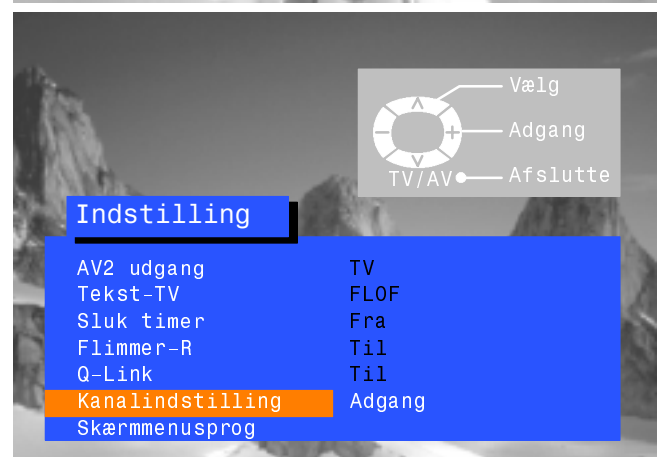 Vælg
Adgang
TV/AV Afslutte
Indstilling
AV2 udgang TV
Tekst-TV FLOF
Sluk timer Fra
Flimmer-R Til
Q-Link Til
Kanalindstilling Adgang
Skærmmenusprog